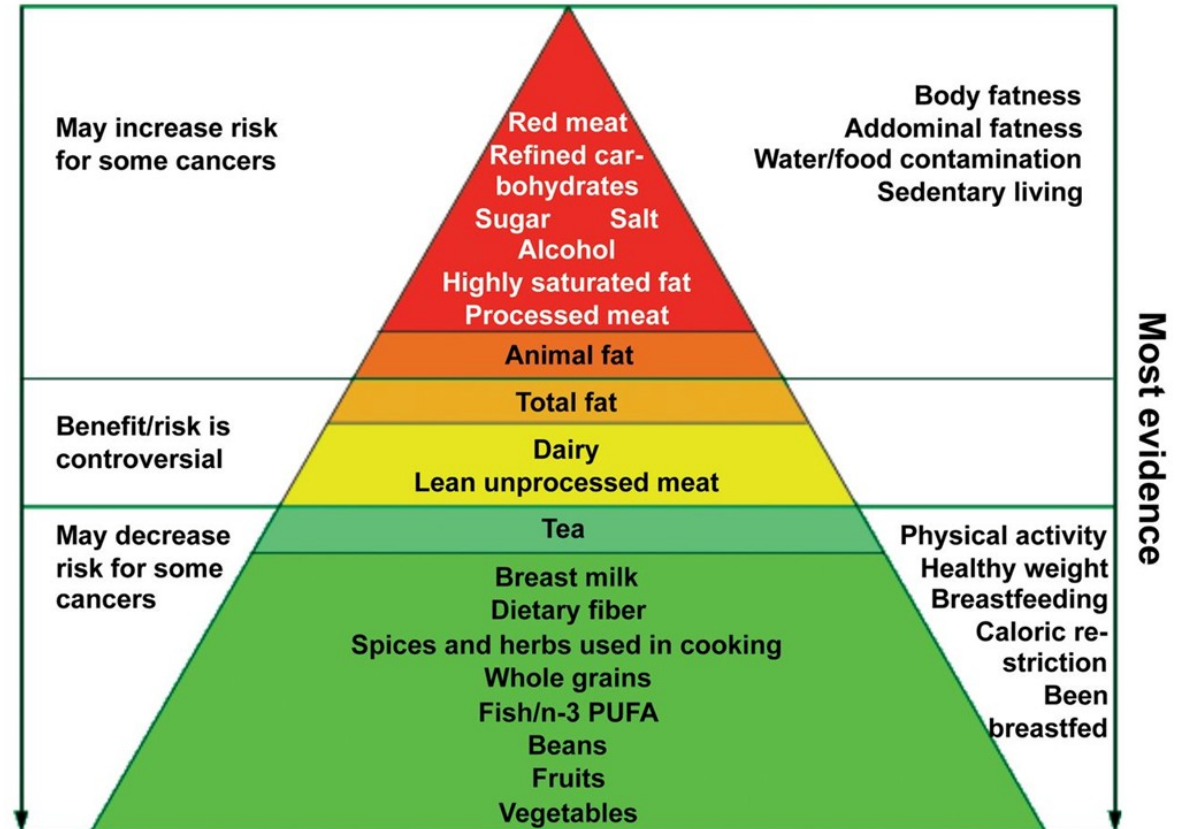 May increase risk
for some cancers
Red meat
Refined car-
bohydrates
Sugar Salt
Alcohol
Highly saturated fat
Processed meat
Animal fat
Body fatness
Addominal fatness
Water/food contamination
Sedentary living
Benefit/risk is
controversial
Total fat
Dairy
Lean unprocessed meat
May decrease
risk for some
cancers
Tea
Breast milk
Dietary fiber
Spices and herbs used in cooking
Whole grains
Fish/n-3 PUFA
Beans
Fruits
Vegetables
Physical activity
Healthy weight
Breastfeeding
Caloric re-
striction
Been
breastfed
Most evidence